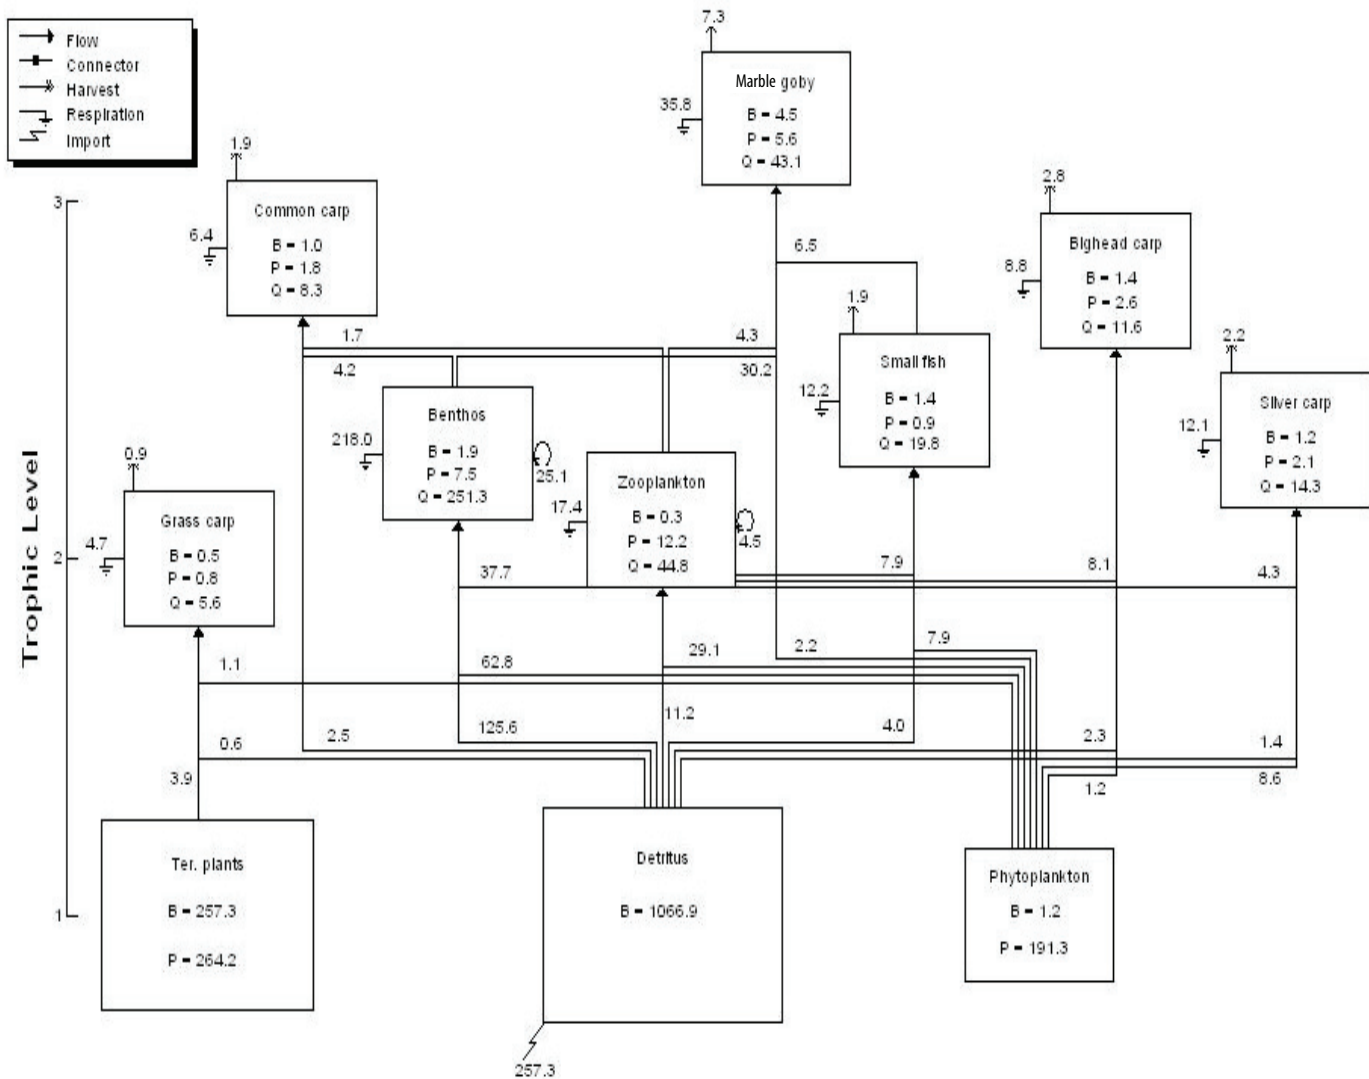 Flow
Connector
Harvest
Respiration
Import
7.3
Marble goby
B = 4.5
P = 5.6
Q = 43.1
35.8
1.9
Common carp
B = 1.0
P = 1.8
Q = 8.3
6.4
2.8
Bighead carp
B = 1.4
P = 2.6
Q = 11.6
8.8
6.5
1.9
Small fish
B = 1.4
P = 0.9
Q = 19.8
12.2
2.2
Silver carp
B = 1.2
P = 2.1
Q = 14.3
12.1
1.7
4.3
4.2
30.2
Benthos
B = 1.9
P = 7.5
Q = 251.3
218.0
25.1
Zooplankton
B = 0.3
P = 12.2
Q = 44.8
17.4
4.5
0.9
Grass carp
B = 0.5
P = 0.8
Q = 5.6
4.7
37.7
7.9
8.1
4.3
1.1
62.8
29.1
2.2
7.9
0.6
2.5
125.6
11.2
4.0
2.3
1.4
3.9
1.2
8.6
Ter. plants
B = 257.3
P = 264.2
Detritus
B = 1066.9
257.3
Phytoplankton
B = 1.2
P = 191.3
Trophic Level
3
2
1